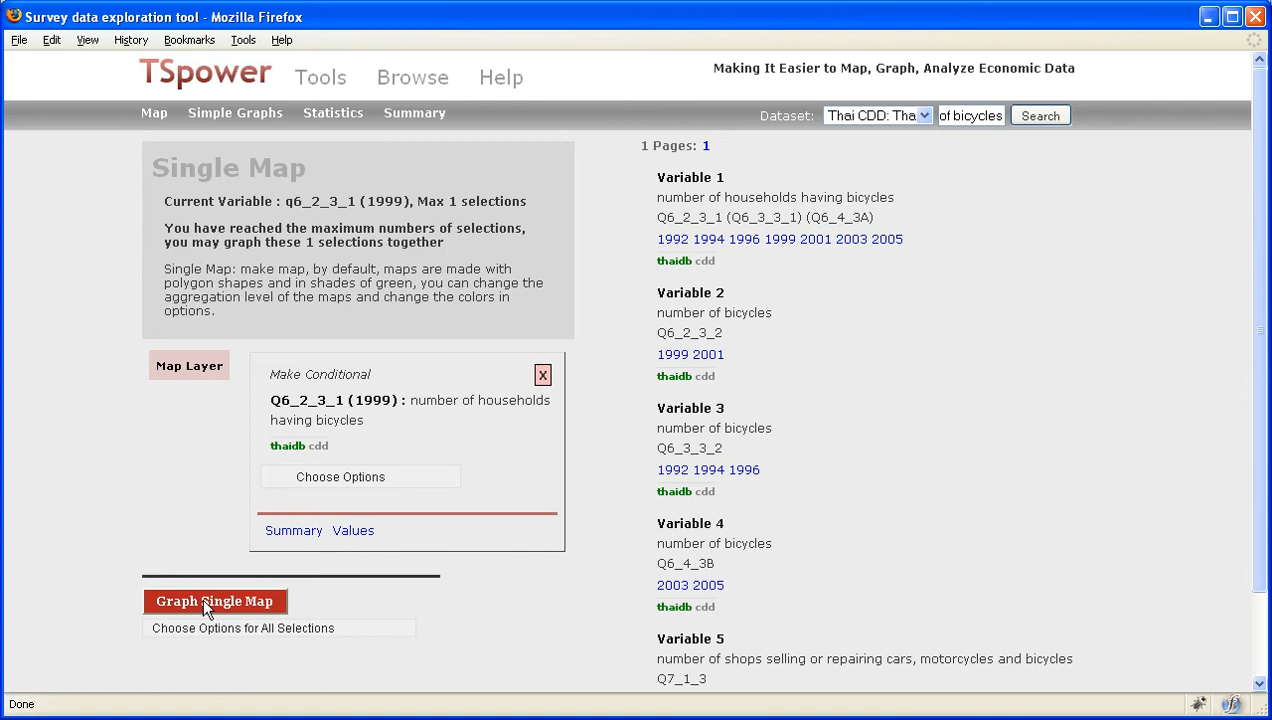 Survey data exploration tool - Mozilla Firefox
File Edit View History Bookmarks Tools Help
TSpower Tools Browse Help
Making It Easier to Map, Graph, Analyze Economic Data
Map Simple Graphs Statistics Summary
Dataset: Thai CDD: Tha of bicycles Search
Single Map
Current Variable : q6_2_3_1 (1999), Max 1 selections
You have reached the maximum numbers of selections,
you may graph these 1 selections together
Single Map: make map, by default, maps are made with
polygon shapes and in shades of green, you can change the
aggregation level of the maps and change the colors in
options.
Map Layer
Make Conditional
X
Q6_2_3_1 (1999) : number of households
having bicycles
thaidb cdd
Choose Options
Summary Values
Graph Single Map
Choose Options for All Selections
1 Pages: 1
Variable 1
number of households having bicycles
Q6_2_3_1 (Q6_3_3_1) (Q6_4_3A)
1992 1994 1996 1999 2001 2003 2005
thaidb cdd
Variable 2
number of bicycles
Q6_2_3_2
1999 2001
thaidb cdd
Variable 3
number of bicycles
Q6_3_3_2
1992 1994 1996
thaidb cdd
Variable 4
number of bicycles
Q6_4_3B
2003 2005
thaidb cdd
Variable 5
number of shops selling or repairing cars, motorcycles and bicycles
Q7_1_3
Done